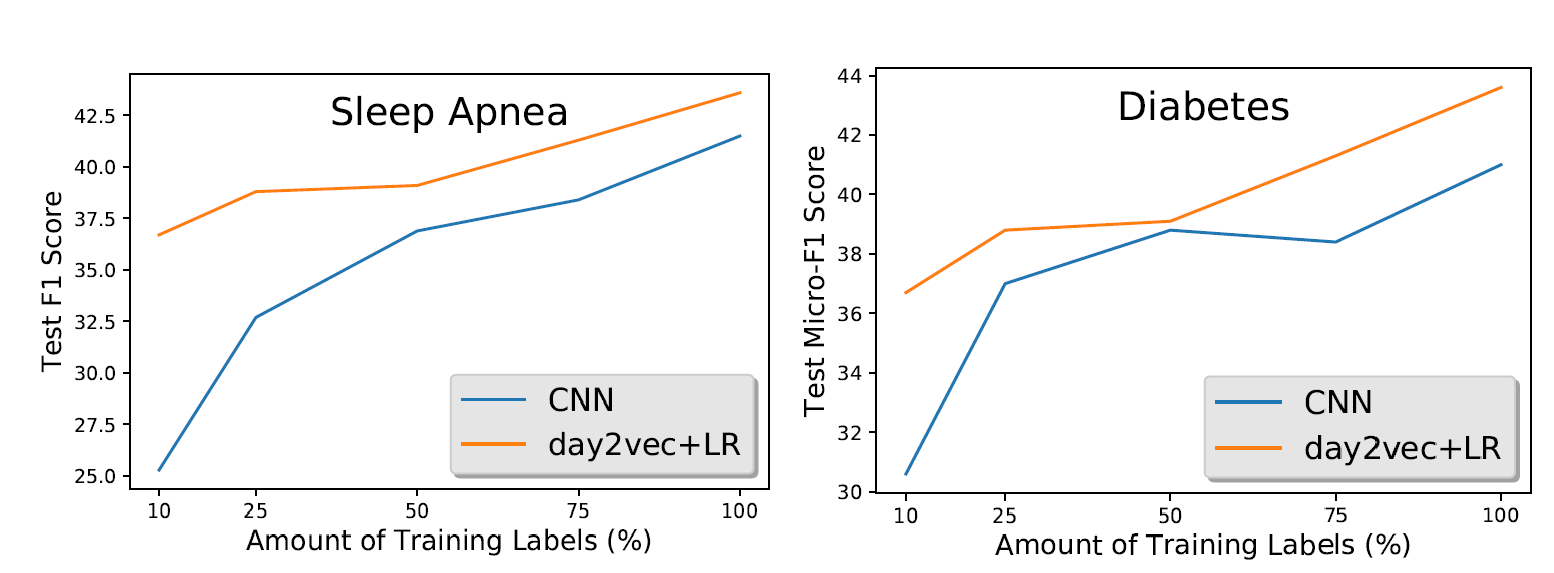 Sleep Apnea
Test F1 Score
42.5
40.0
37.5
35.0
32.5
30.0
27.5
25.0
CNN
day2vec+LR
10 25 50 75 100
Amount of Training Labels (%)
Diabetes
Test Micro-F1 Score
44
42
40
38
36
34
32
30
CNN
day2vec+LR
10 25 50 75 100
Amount of Training Labels (%)